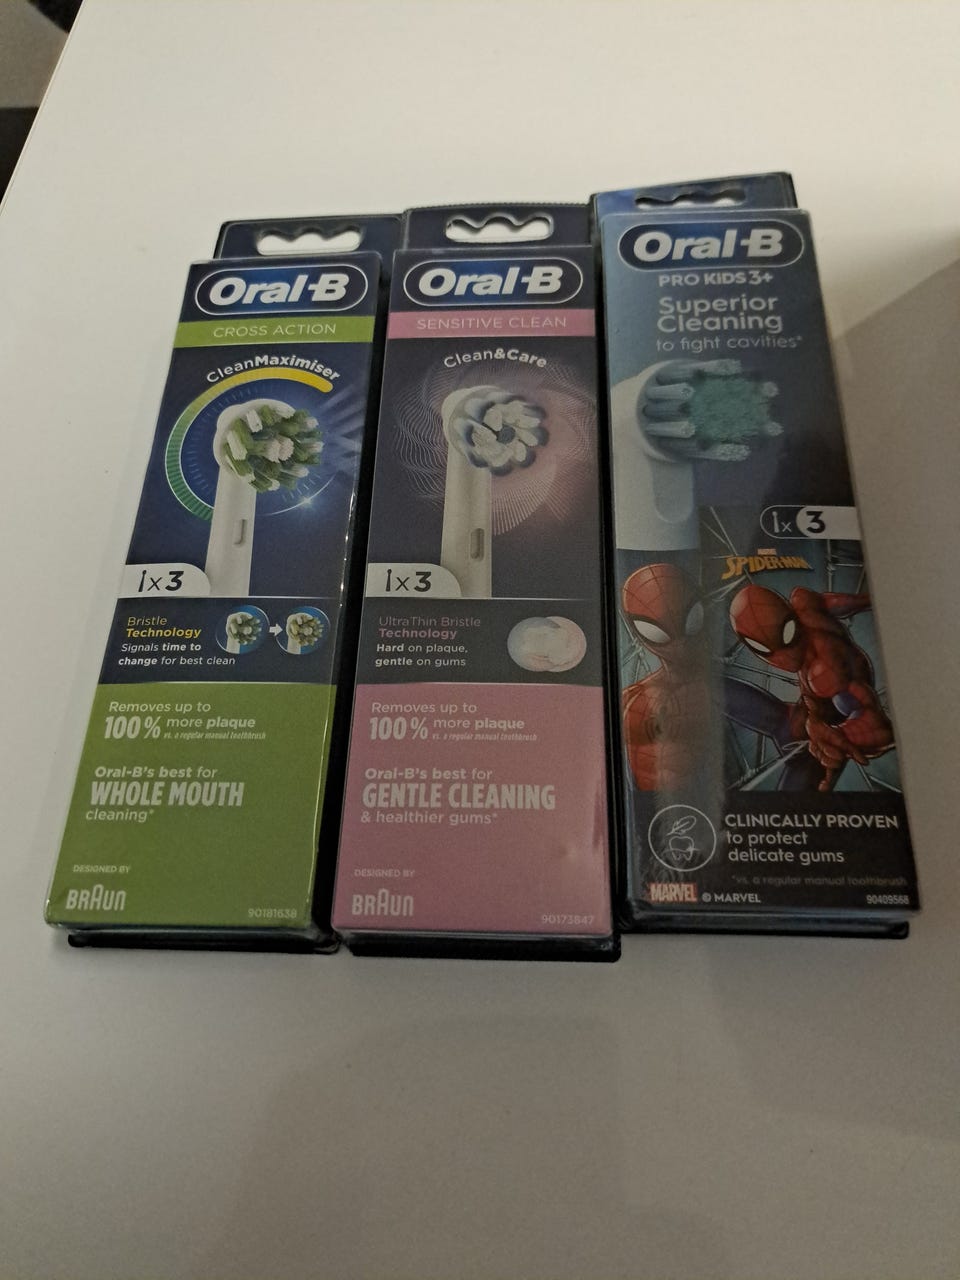 Oral-B
CROSS ACTION
CleanMaximiser
x 3
Bristle
Technology
Signals time to
change for best clean
Removes up to
100% more plaque
vs. a regular manual toothbrush
Oral-B's best for
WHOLE MOUTH
cleaning*
DESIGNED BY
BRAUN
90181638
Oral-B
SENSITIVE CLEAN
Clean&Care
x 3
UltraThin Bristle
Technology
Hard on plaque,
gentle on gums
Removes up to
100% more plaque
vs. a regular manual toothbrush
Oral-B's best for
GENTLE CLEANING
& healthier gums*
DESIGNED BY
BRAUN
90173847
Oral-B
PRO KIDS 3+
Superior
Cleaning
to fight cavities*
x 3
MARVEL
SPIDER-MAN
CLINICALLY PROVEN
to protect
delicate gums
*vs. a regular manual toothbrush
MARVEL © MARVEL
90409568